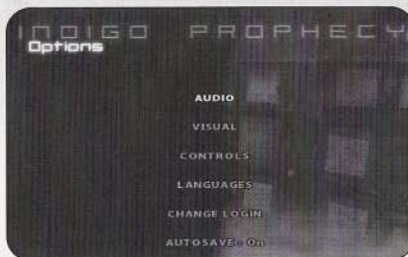 INDIGO PROPHECY
Options
AUDIO
VISUAL
CONTROLS
LANGUAGES
CHANGE LOGIN
AUTOSAVE : On